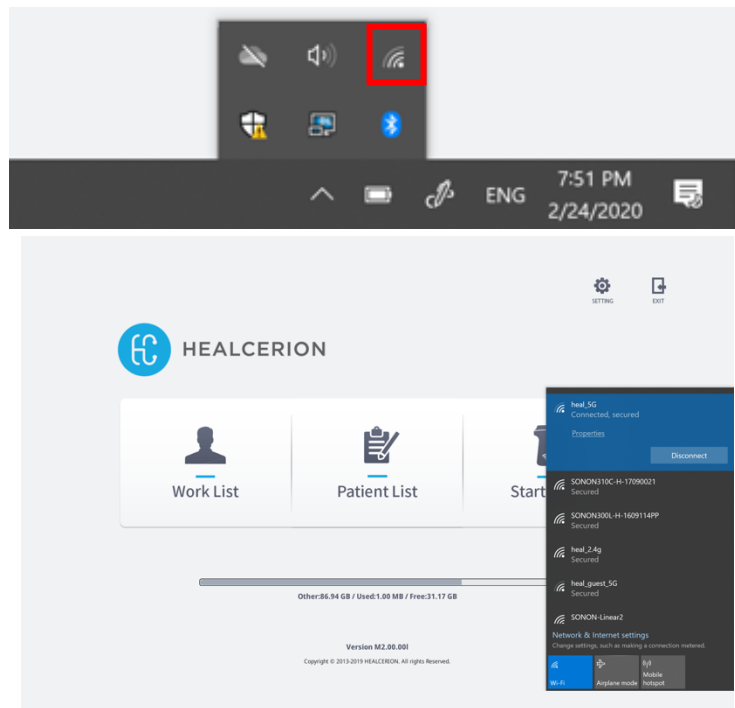 7:51 PM
ENG
2/24/2020
SETTING
EXIT
HEALCERION
heal_5G
Connected, secured
Properties
Disconnect
Work List
Patient List
Start
SONON310C-H-17090021
Secured
SONON300L-H-1609114PP
Secured
heal_2.4g
Secured
heal_guest_5G
Secured
SONON-Linear2
Other:86.94 GB / Used:1.00 MB / Free:31.17 GB
Network & Internet settings
Change settings, such as making a connection metered.
Version M2.00.00l
Copyright © 2013-2019 HEALCERION. All rights Reserved.
Wi-Fi
Airplane mode
Mobile
hotspot